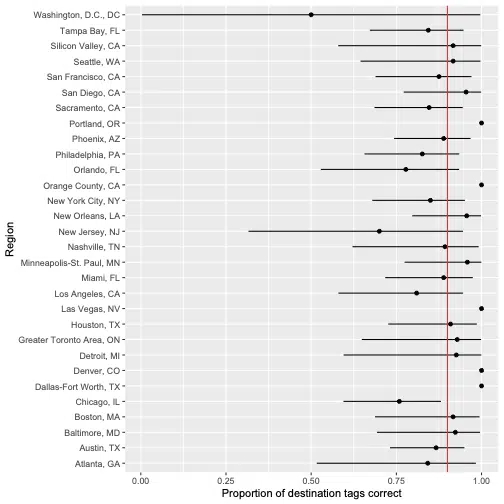 Washington, D.C., DC
Tampa Bay, FL
Silicon Valley, CA
Seattle, WA
San Francisco, CA
San Diego, CA
Sacramento, CA
Portland, OR
Phoenix, AZ
Philadelphia, PA
Orlando, FL
Orange County, CA
New York City, NY
New Orleans, LA
New Jersey, NJ
Nashville, TN
Minneapolis-St. Paul, MN
Miami, FL
Los Angeles, CA
Las Vegas, NV
Houston, TX
Greater Toronto Area, ON
Detroit, MI
Denver, CO
Dallas-Fort Worth, TX
Chicago, IL
Boston, MA
Baltimore, MD
Austin, TX
Atlanta, GA
Region
0.00 0.25 0.50 0.75 1.00
Proportion of destination tags correct